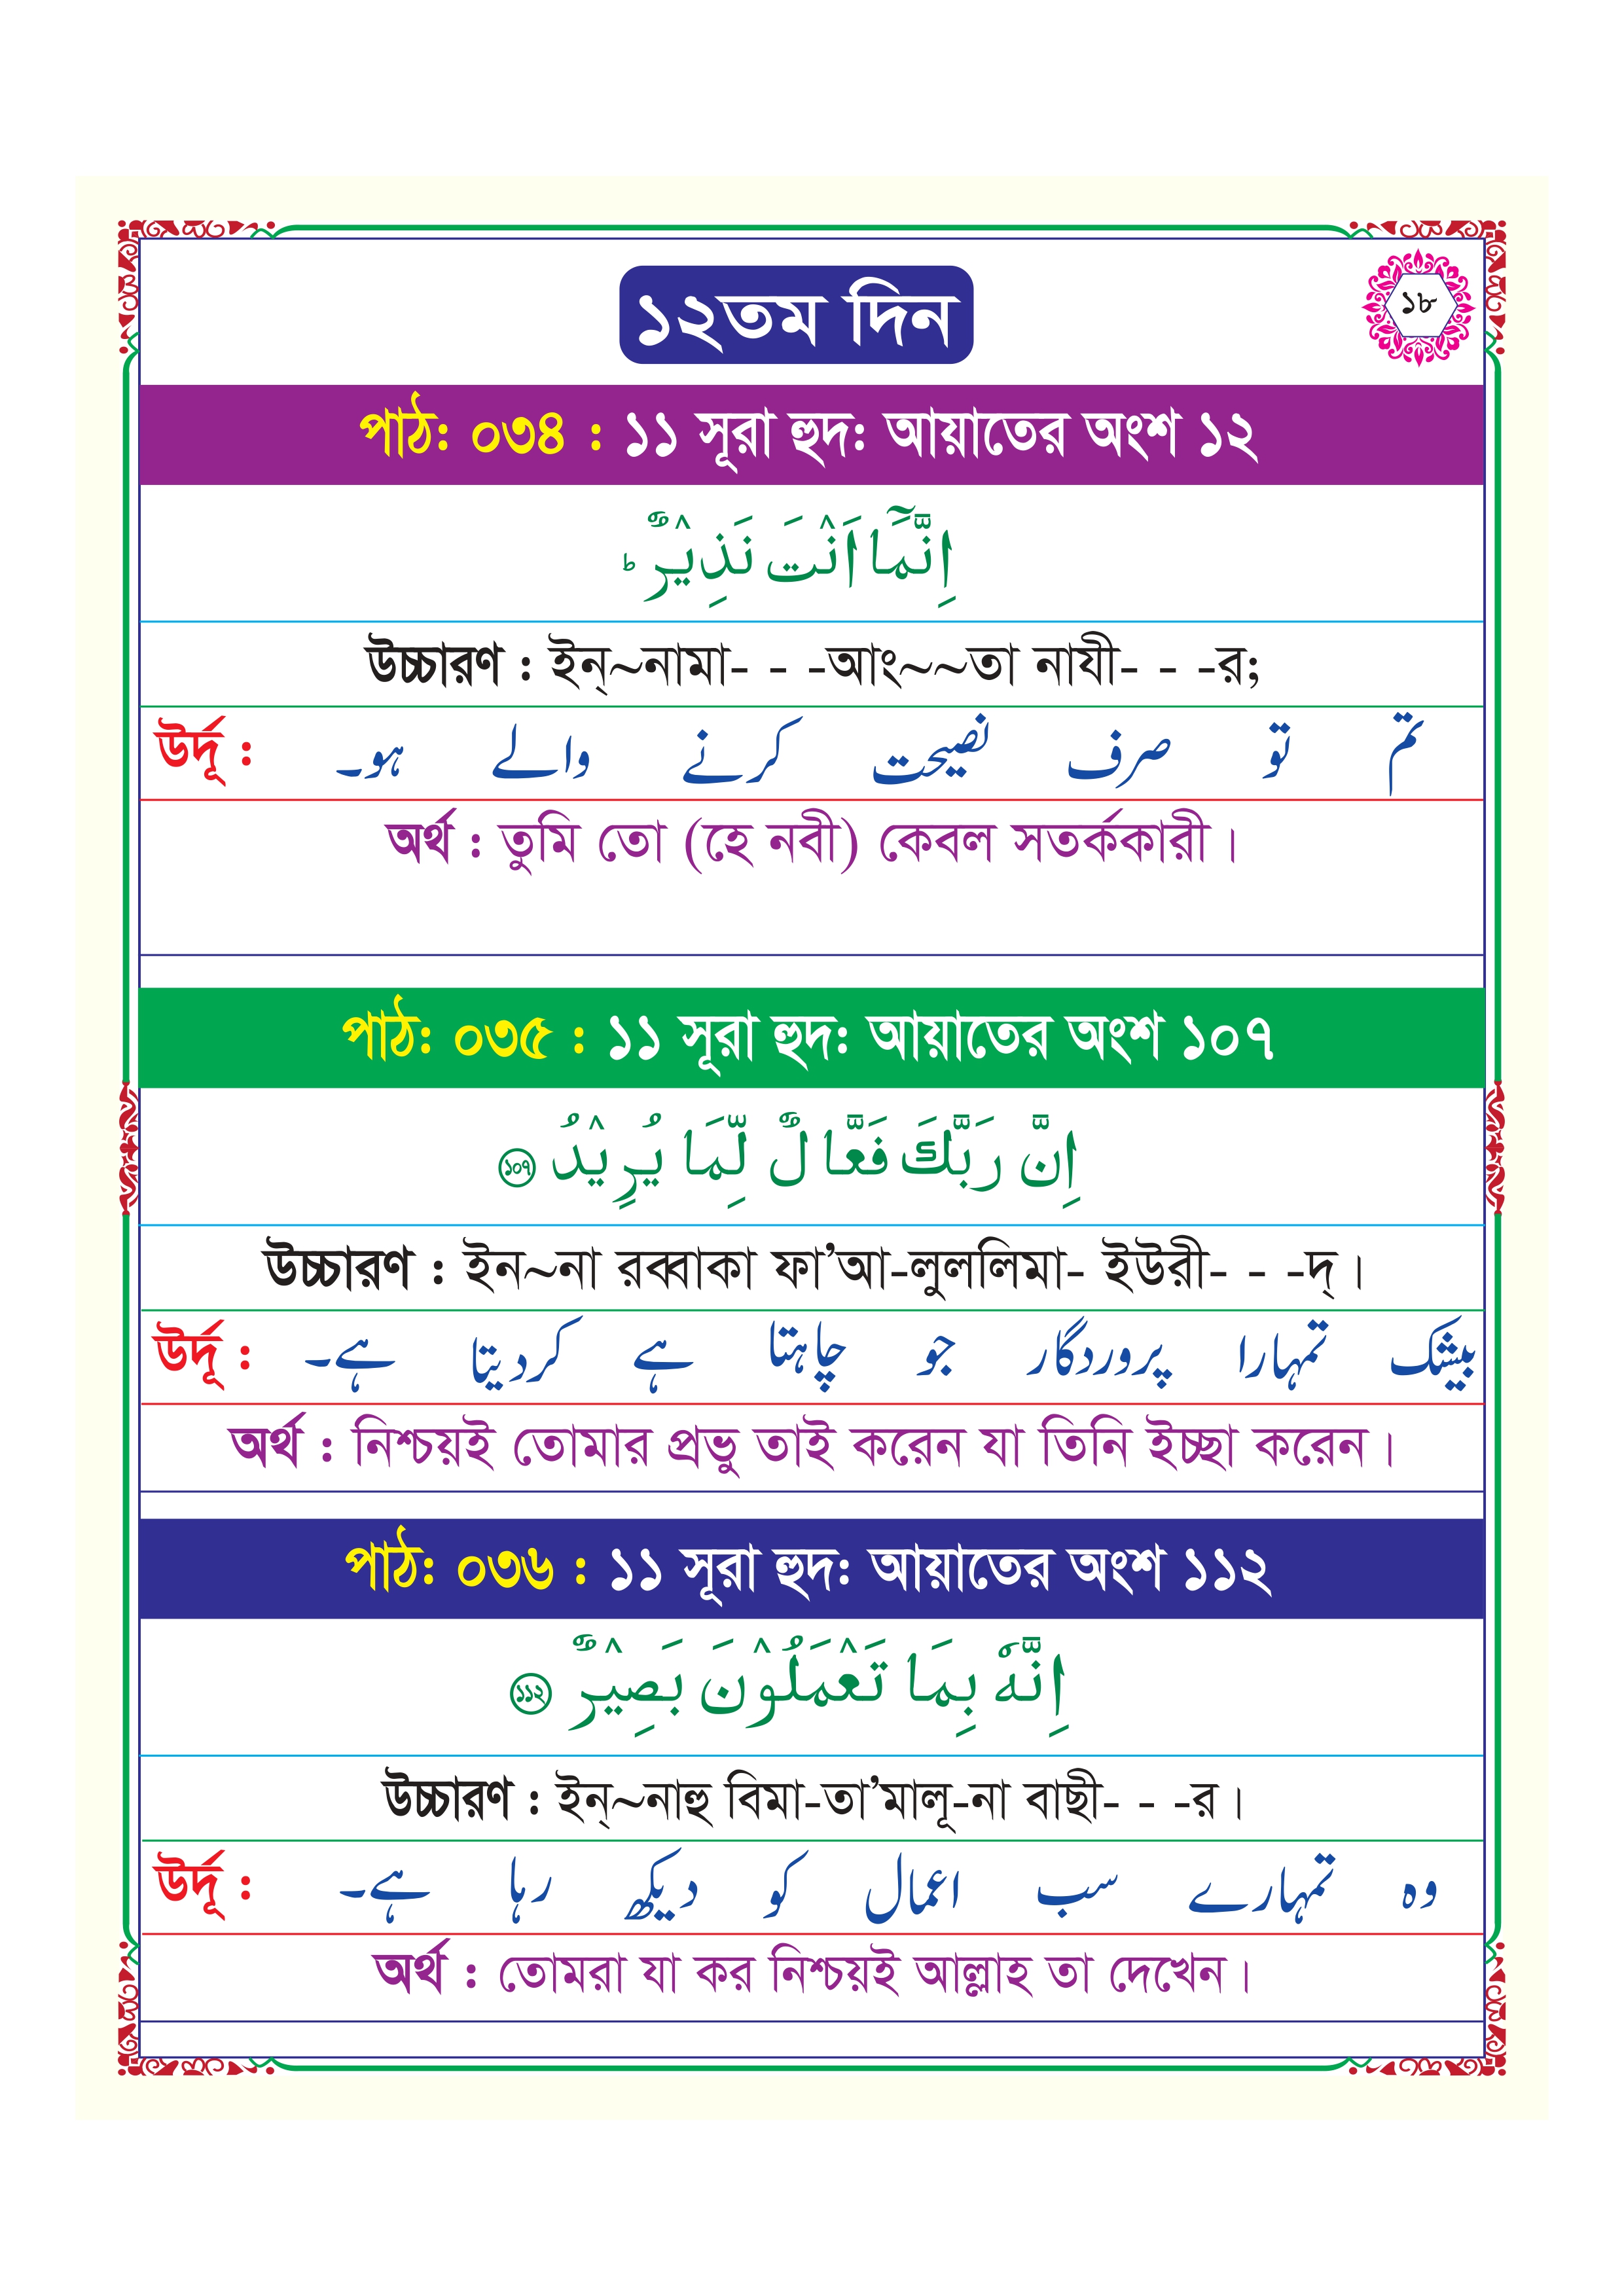 ১২তম দিন
১৮
পাঠ: ০৩৪ : ১১ সূরা হুদ: আয়াতের অংশ ১২
اِنَّمَاۤ اَنْتَ نَذِيْرٌ ؕ
উচ্চারণ : ইন্~নামা- - -আং~~তা নাযী- - -র;
উর্দূ : تم تو صرف نصیحت کرنے والے ہو۔
অর্থ : তুমি তো (হে নবী) কেবল সতর্ককারী।
পাঠ: ০৩৫ : ১১ সূরা হুদ: আয়াতের অংশ ১০৭
اِنَّ رَبَّكَ فَعَّالٌ لِّمَا يُرِيْدُ ১০৭
উচ্চারণ : ইন~না রব্বাকা ফা’আ-লুললিমা- ইউরী- - -দ্।
উর্দূ : بیشک تمہارا پروردگار جو چاہتا ہے کردیتا ہے۔
অর্থ : নিশ্চয়ই তোমার প্রভু তাই করেন যা তিনি ইচ্ছা করেন।
পাঠ: ০৩৬ : ১১ সূরা হুদ: আয়াতের অংশ ১১২
اِنَّهٗ بِمَا تَعْمَلُوْنَ بَصِيْرٌ ১১২
উচ্চারণ : ইন্~নাহু বিমা-তা’মালূ-না বাছী- - -র।
উর্দূ : وہ تمہارے سب اعمال کو دیکھ رہا ہے۔
অর্থ : তোমরা যা কর নিশ্চয়ই আল্লাহ তা দেখেন।